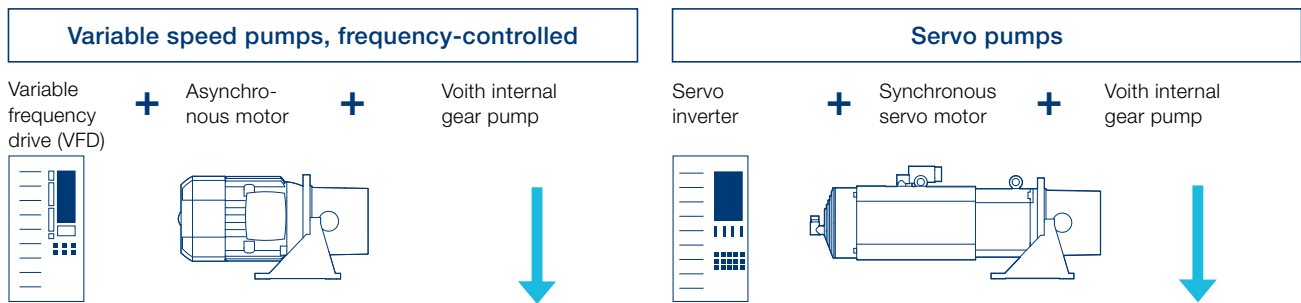 Variable speed pumps, frequency-controlled
Variable
frequency
drive (VFD)
+
Asynchro-
nous motor
+
Voith internal
gear pump
Servo pumps
Servo
inverter
+
Synchronous
servo motor
+
Voith internal
gear pump